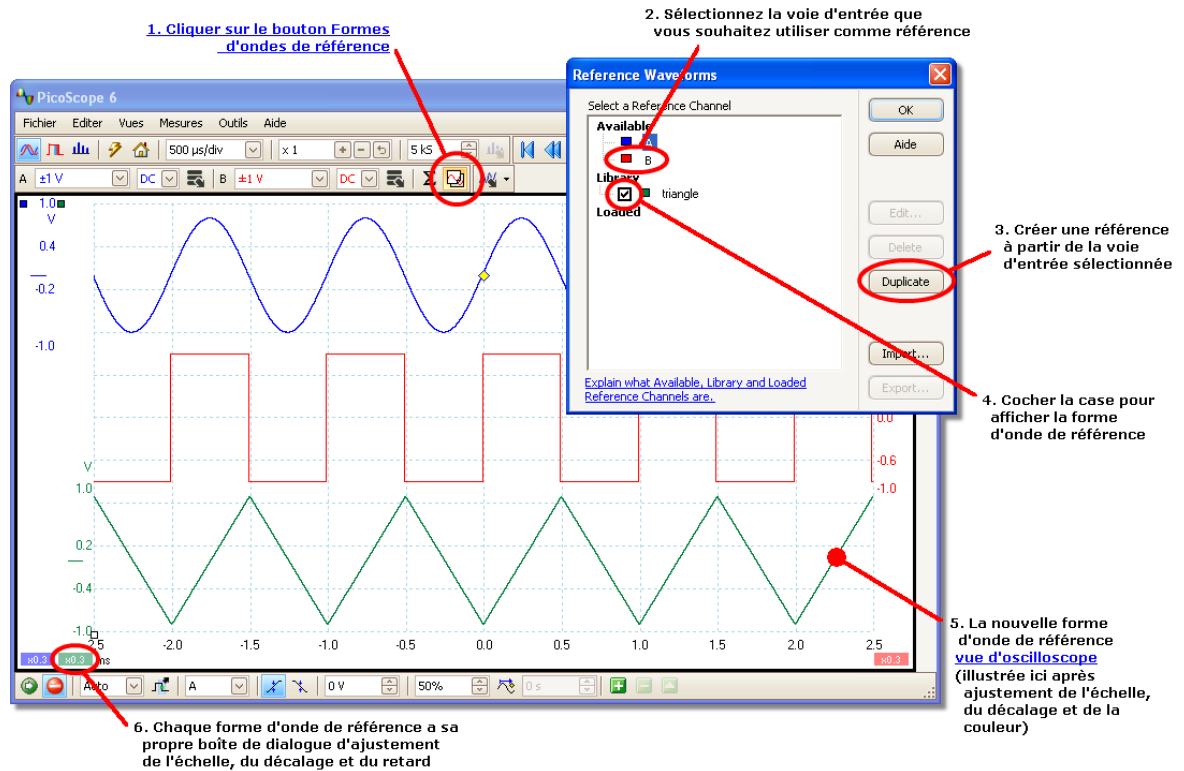 1. Cliquer sur le bouton Formes
d'ondes de référence
2. Sélectionnez la voie d'entrée que
vous souhaitez utiliser comme référence
PicoScope 6
Fichier Editer Vues Mesures Outils Aide
500 µs/div x 1 5 kS
A ±1 V DC B ±1 V DC Σ
Reference Waveforms
Select a Reference Channel
Available
A
B
Library
triangle
Loaded
OK
Aide
Edit...
Delete
Duplicate
Import...
Export...
Explain what Available, Library and Loaded
Reference Channels are.
3. Créer une référence
à partir de la voie
d'entrée sélectionnée
4. Cocher la case pour
afficher la forme
d'onde de référence
1.0
V
0.4
-0.2
-1.0
0.0
-0.6
-1.0
V
1.0
0.2
-0.4
-1.0
-2.5 -2.0 -1.5 -1.0 -0.5 0.0 0.5 1.0 1.5 2.0 2.5
x0.3 x0.3 ms x0.3
Auto A 0 V 50% 0 s
5. La nouvelle forme
d'onde de référence
vue d'oscilloscope
(illustrée ici après
ajustement de l'échelle,
du décalage et de la
couleur)
6. Chaque forme d'onde de référence a sa
propre boîte de dialogue d'ajustement
de l'échelle, du décalage et du retard